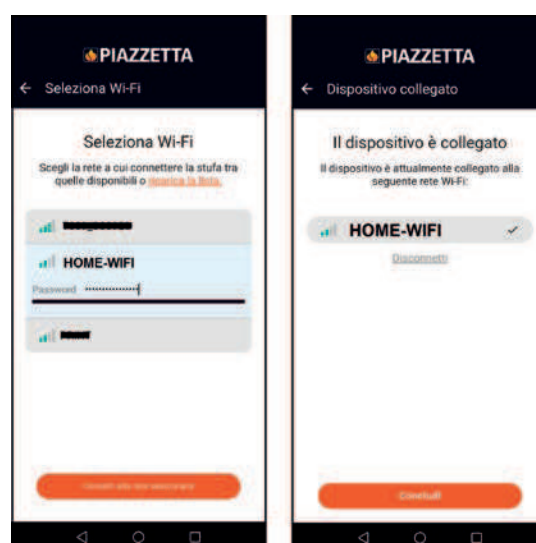 PIAZZETTA
← Seleziona Wi-Fi
Seleziona Wi-Fi
Scegli la rete a cui connettere la stufa tra
quelle disponibili o ricarica la lista.
HOME-WIFI
Password ••••••••••••••
PIAZZETTA
← Dispositivo collegato
Il dispositivo è collegato
Il dispositivo è attualmente collegato alla
seguente rete Wi-Fi:
HOME-WIFI
Disconnetti
Concludi